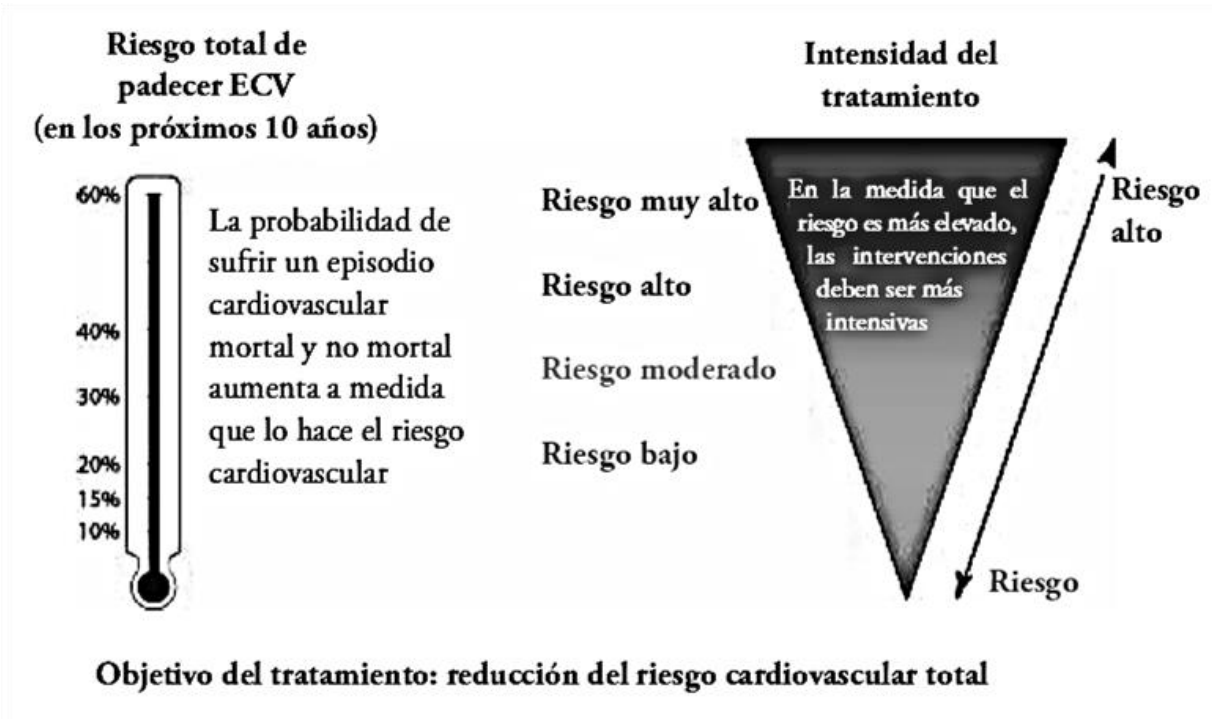 Riesgo total de
padecer ECV
(en los próximos 10 años)
60%
40%
30%
20%
15%
10%
La probabilidad de
sufrir un episodio
cardiovascular
mortal y no mortal
aumenta a medida
que lo hace el riesgo
cardiovascular
Riesgo muy alto
Riesgo alto
Riesgo moderado
Riesgo bajo
Intensidad del
tratamiento
En la medida que el
riesgo es más elevado,
las intervenciones
deben ser más
intensivas
Riesgo
alto
Riesgo
Objetivo del tratamiento: reducción del riesgo cardiovascular total